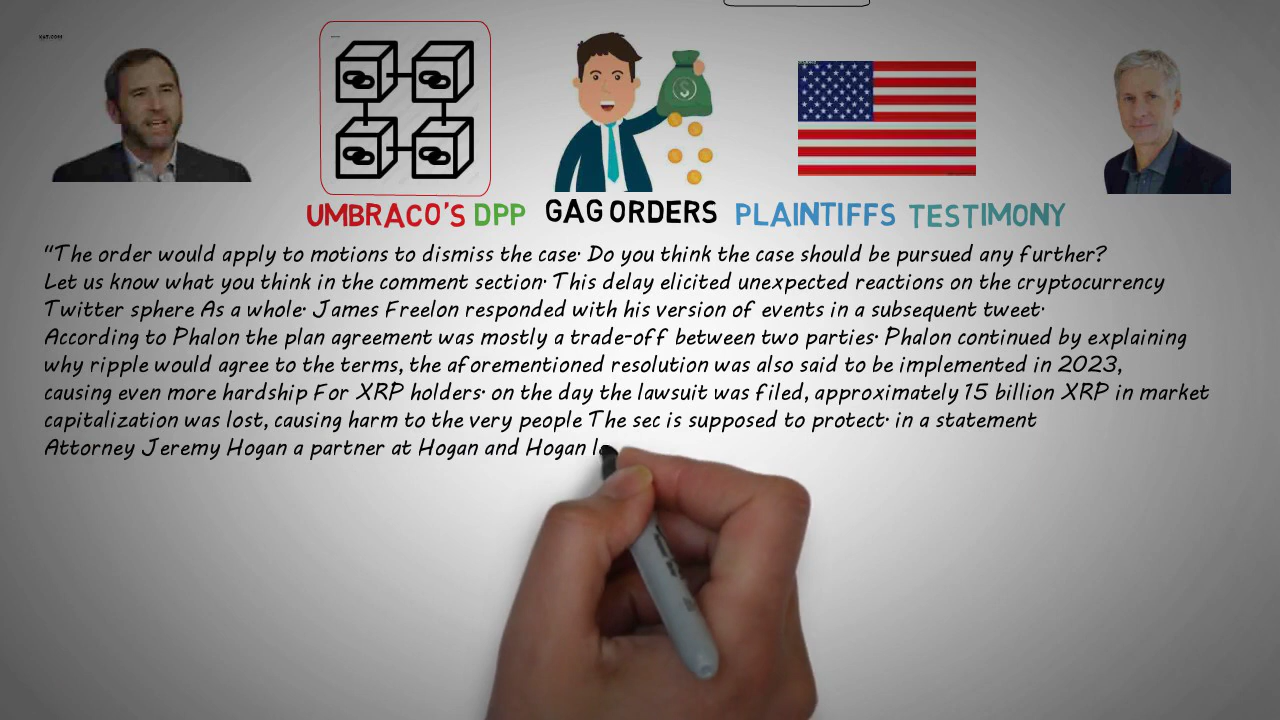 UMBRACO'S DPP GAG ORDERS PLAINTIFFS TESTIMONY
"The order would apply to motions to dismiss the case. Do you think the case should be pursued any further?
Let us know what you think in the comment section. This delay elicited unexpected reactions on the cryptocurrency
Twitter sphere As a whole. James Freelon responded with his version of events in a subsequent tweet.
According to Phalon the plan agreement was mostly a trade-off between two parties. Phalon continued by explaining
why ripple would agree to the terms, the aforementioned resolution was also said to be implemented in 2023,
causing even more hardship For XRP holders. on the day the lawsuit was filed, approximately 15 billion XRP in market
capitalization was lost, causing harm to the very people The sec is supposed to protect. in a statement
Attorney Jeremy Hogan a partner at Hogan and Hogan